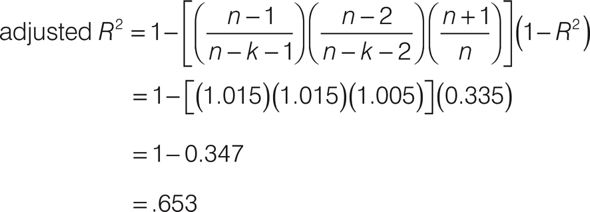 adjusted R² = 1−[((n−1)/(n−k−1))((n−2)/(n−k−2))((n+1)/n)](1−R²)
= 1−[(1.015)(1.015)(1.005)](0.335)
= 1−0.347
= .653